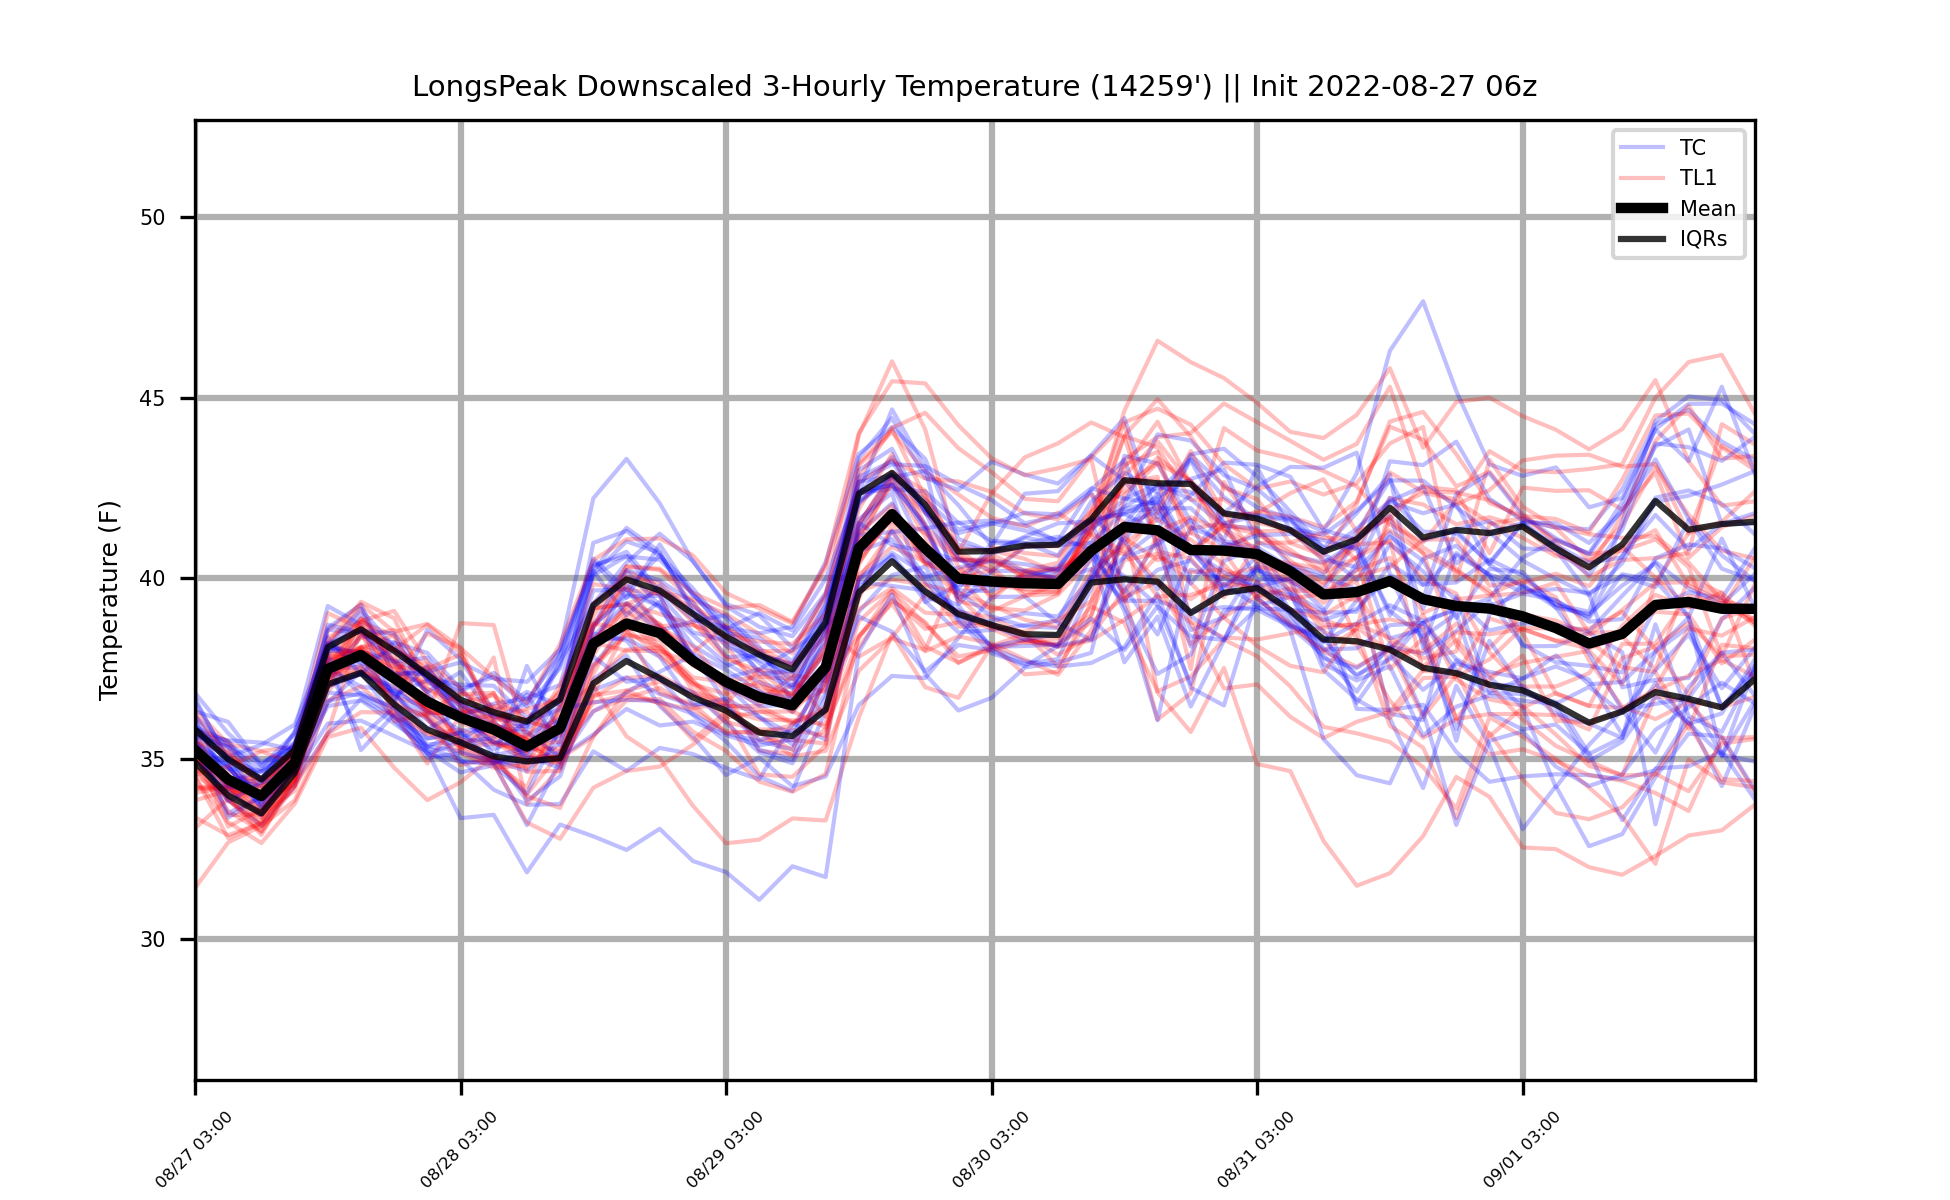 LongsPeak Downscaled 3-Hourly Temperature (14259') || Init 2022-08-27 06z
TC
TL1
Mean
IQRs
Temperature (F)
50
45
40
35
30
08/27 03:00
08/28 03:00
08/29 03:00
08/30 03:00
08/31 03:00
09/01 03:00